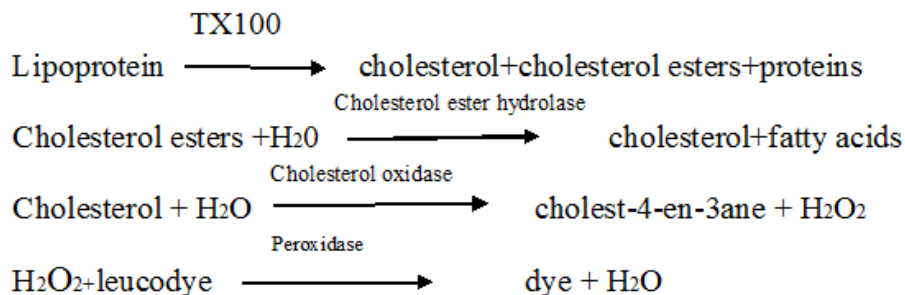 TX100
Lipoprotein cholesterol+cholesterol esters+proteins
Cholesterol ester hydrolase
Cholesterol esters +H20 cholesterol+fatty acids
Cholesterol oxidase
Cholesterol + H2O cholest-4-en-3ane + H2O2
Peroxidase
H2O2+leucodye dye + H2O